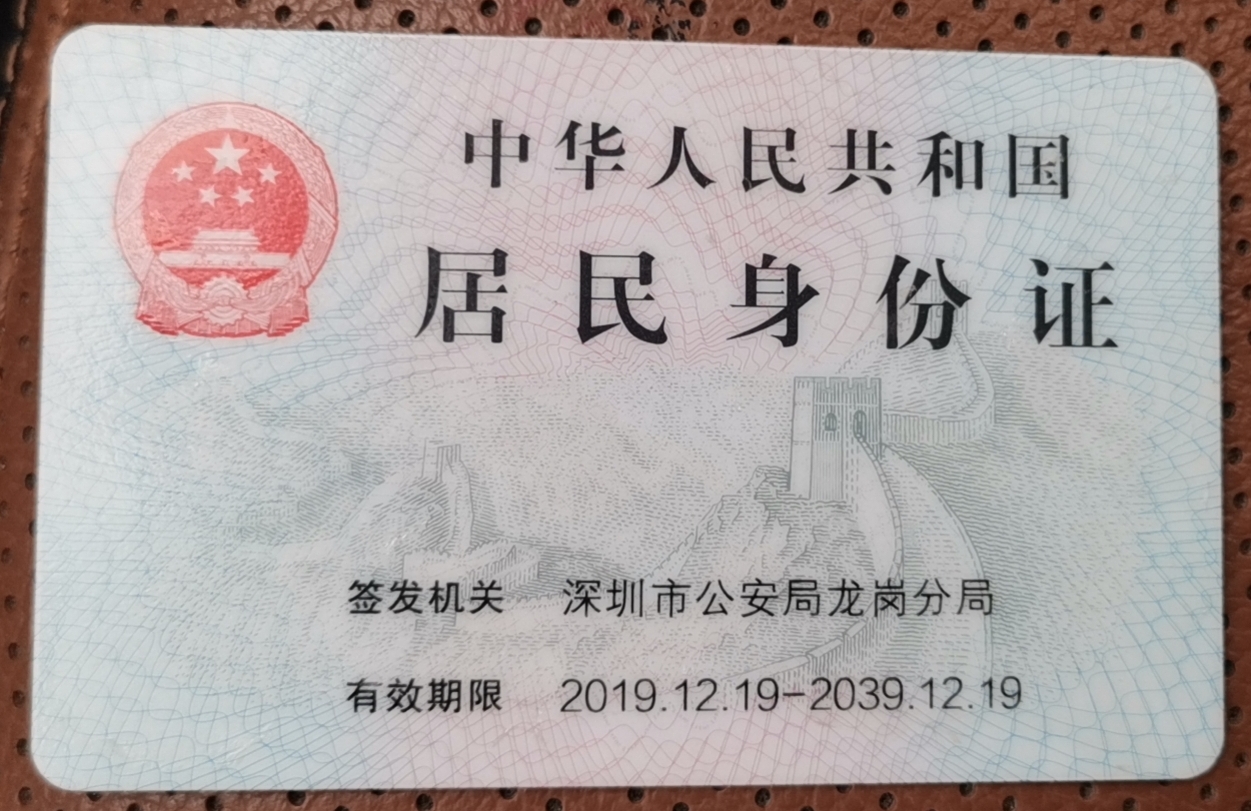 中华人民共和国
居民身份证
签发机关 深圳市公安局龙岗分局
有效期限 2019.12.19-2039.12.19